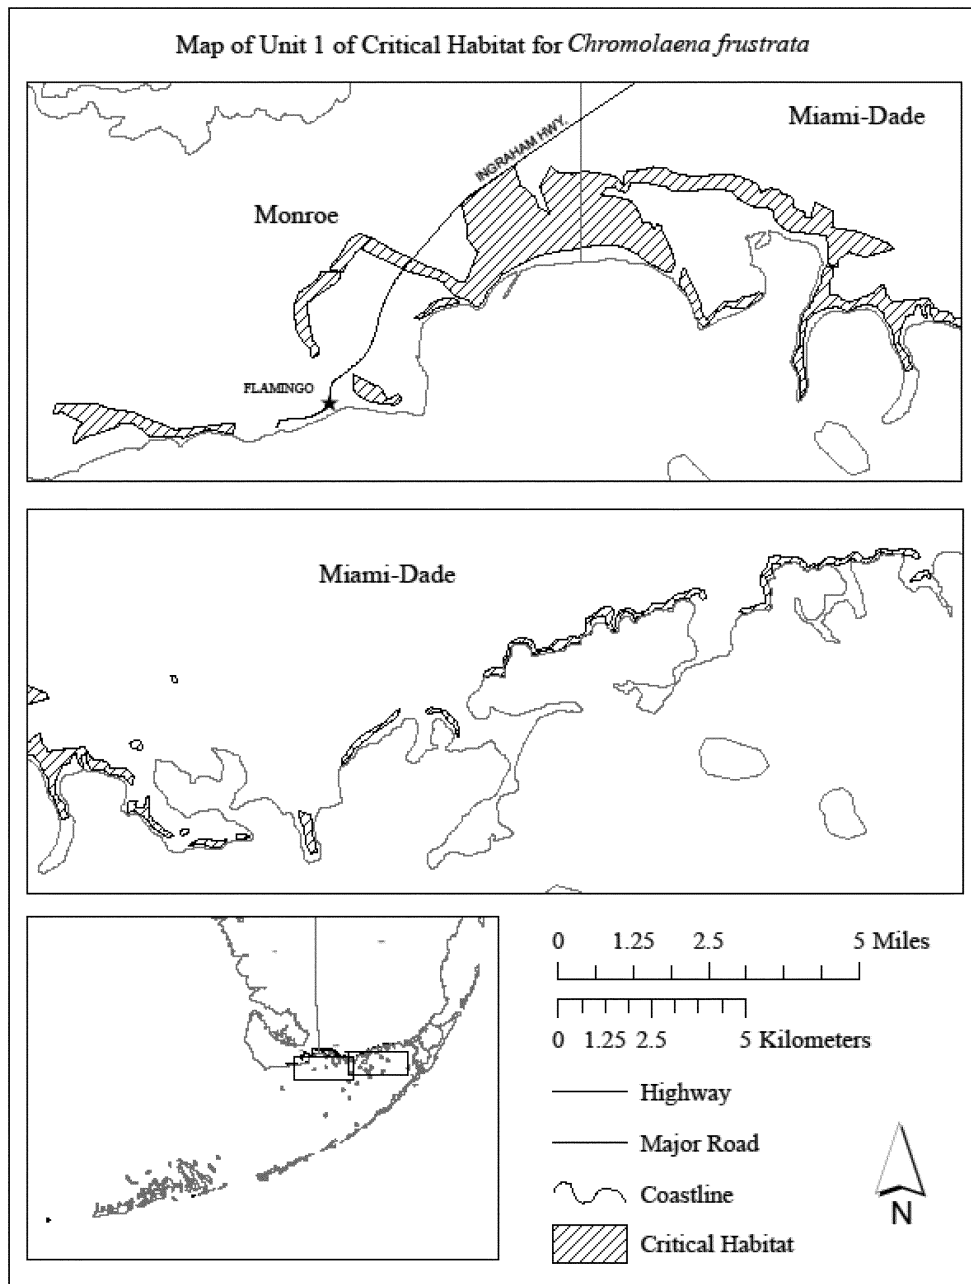 Map of Unit 1 of Critical Habitat for Chromolaena frustrata
Miami-Dade
INGRAHAM HWY.
Monroe
FLAMINGO
Miami-Dade
0 1.25 2.5 5 Miles
0 1.25 2.5 5 Kilometers
Highway
Major Road
Coastline
Critical Habitat
N